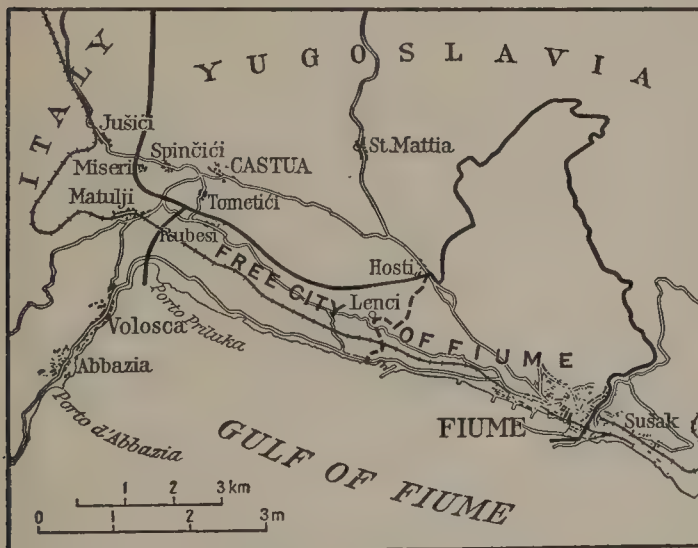 YUGOSLAVIA
ITALY
Jušići
St. Mattia
Spinčići
Miseri
CASTUA
Matulji
Tometići
Rubesi
Hosti
FREE CITY OF FIUME
Lenci
Porto Priluka
Volosca
Abbazia
Porto d'Abbazia
FIUME
Sušak
GULF OF FIUME
1 2 3 km
0 1 2 3 m